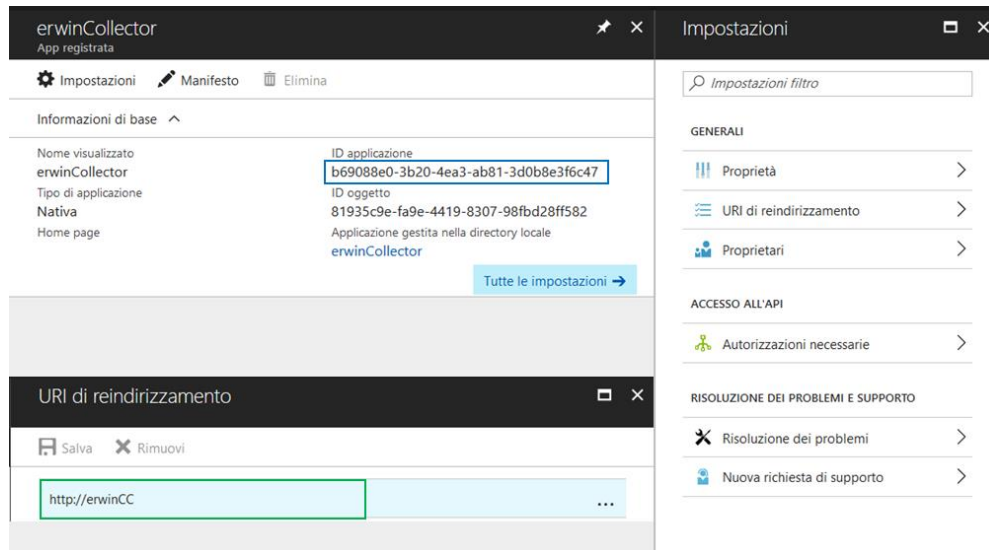 erwinCollector
App registrata
Impostazioni Manifesto Elimina
Informazioni di base
Nome visualizzato
erwinCollector
Tipo di applicazione
Nativa
Home page
ID applicazione
b69088e0-3b20-4ea3-ab81-3d0b8e3f6c47
ID oggetto
81935c9e-fa9e-4419-8307-98fbd28ff582
Applicazione gestita nella directory locale
erwinCollector
Tutte le impostazioni →
URI di reindirizzamento
Salva Rimuovi
http://erwinCC
...
Impostazioni
Impostazioni filtro
GENERALI
Proprietà
URI di reindirizzamento
Proprietari
ACCESSO ALL'API
Autorizzazioni necessarie
RISOLUZIONE DEI PROBLEMI E SUPPORTO
Risoluzione dei problemi
Nuova richiesta di supporto